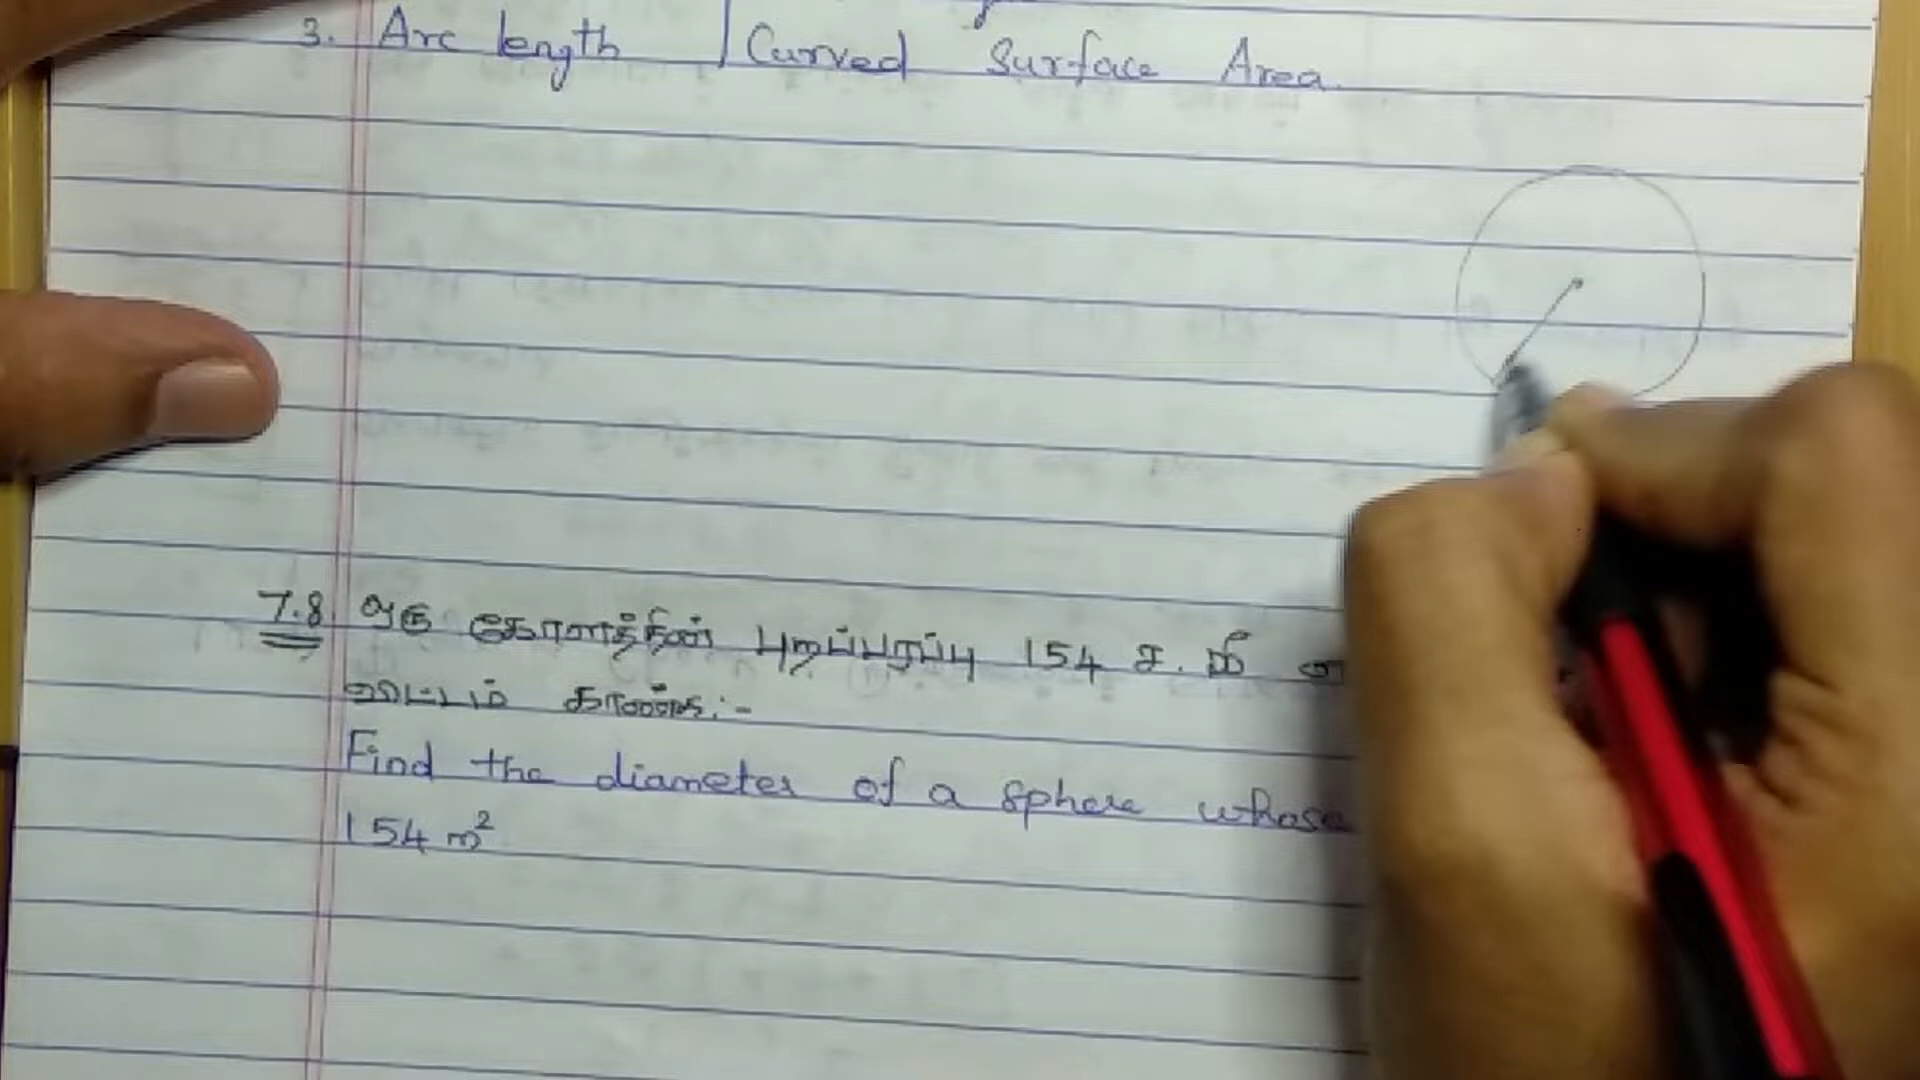 3. Arc length | Curved Surface Area.
7.8 ஒரு கோளத்தின் புறப்பரப்பு 154 ச. மீ
விட்டம் காண்க:-
Find the diameter of a sphere whose
154 m²